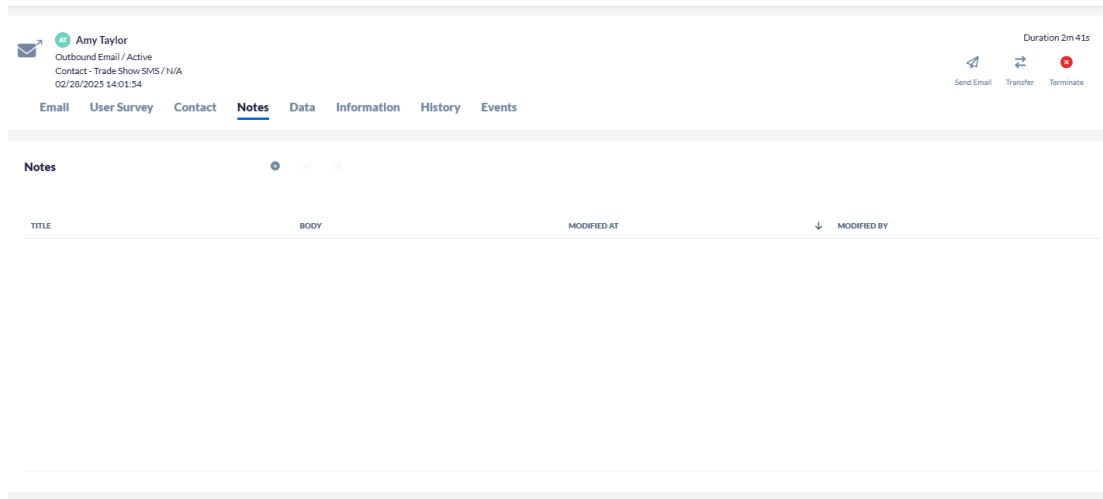 AT Amy Taylor
Outbound Email / Active
Contact - Trade Show SMS / N/A
02/28/2025 14:01:54
Duration 2m 41s
Send Email Transfer Terminate
Email User Survey Contact Notes Data Information History Events
Notes
TITLE BODY MODIFIED AT MODIFIED BY